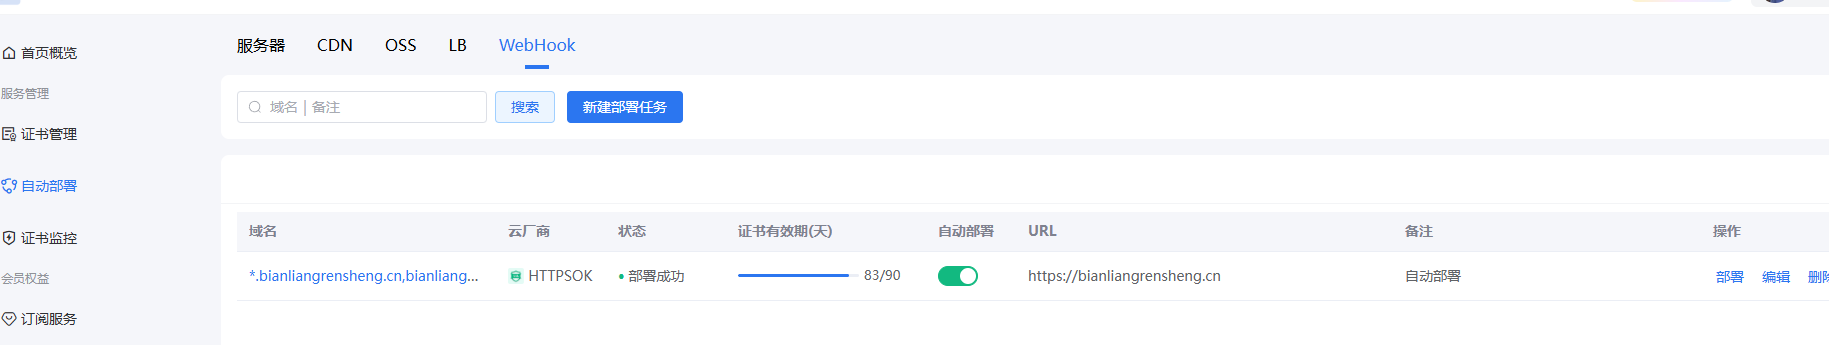 服务器 CDN OSS LB WebHook
首页概览
服务管理
域名 | 备注 搜索 新建部署任务
证书管理
自动部署
域名 云厂商 状态 证书有效期(天) 自动部署 URL 备注 操作
证书监控
*.bianliangrensheng.cn,bianliang... HTTPSOK 部署成功 83/90 https://bianliangrensheng.cn 自动部署 部署 编辑
会员权益
订阅服务